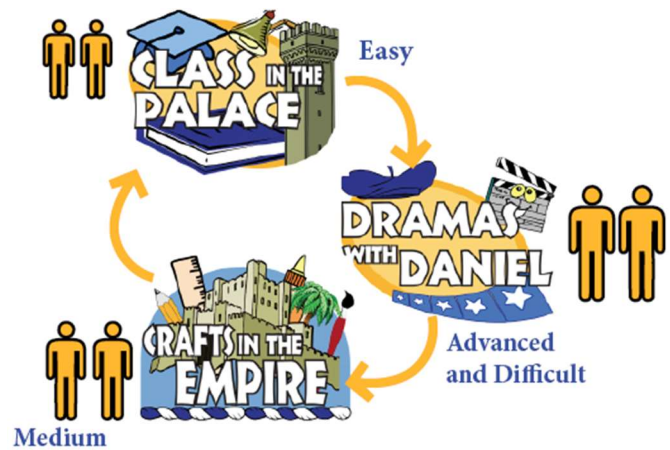 CLASS IN THE
PALACE
Easy
DRAMAS
WITH DANIEL
Advanced
and Difficult
CRAFTS IN THE
EMPIRE
Medium